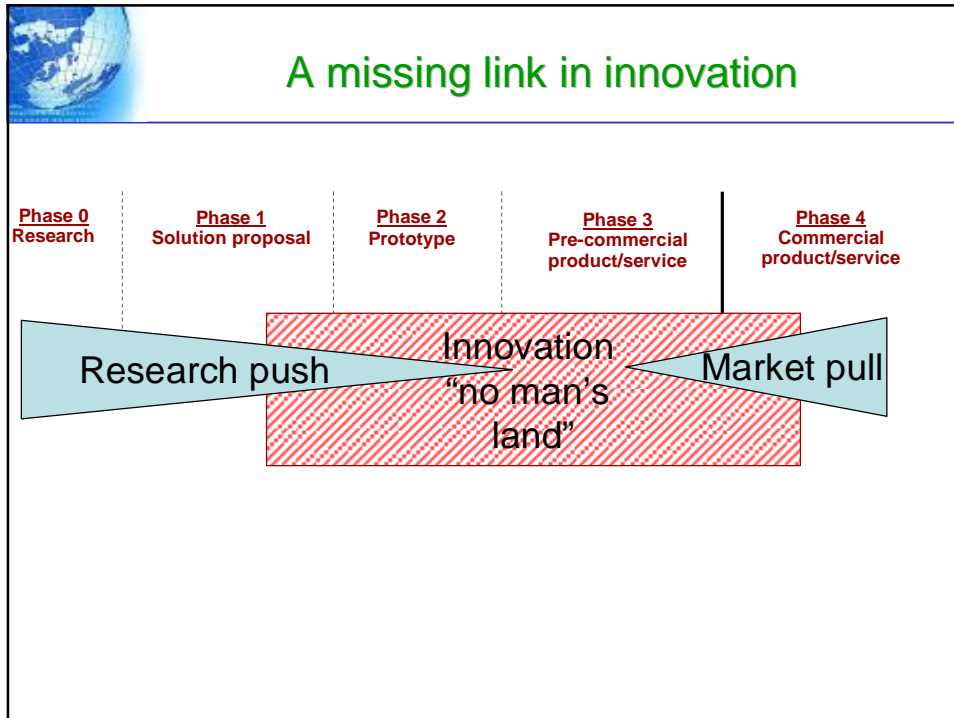 A missing link in innovation
Phase 0
Research
Phase 1
Solution proposal
Phase 2
Prototype
Phase 3
Pre-commercial
product/service
Phase 4
Commercial
product/service
Research push
Innovation
“no man’s
land”
Market pull